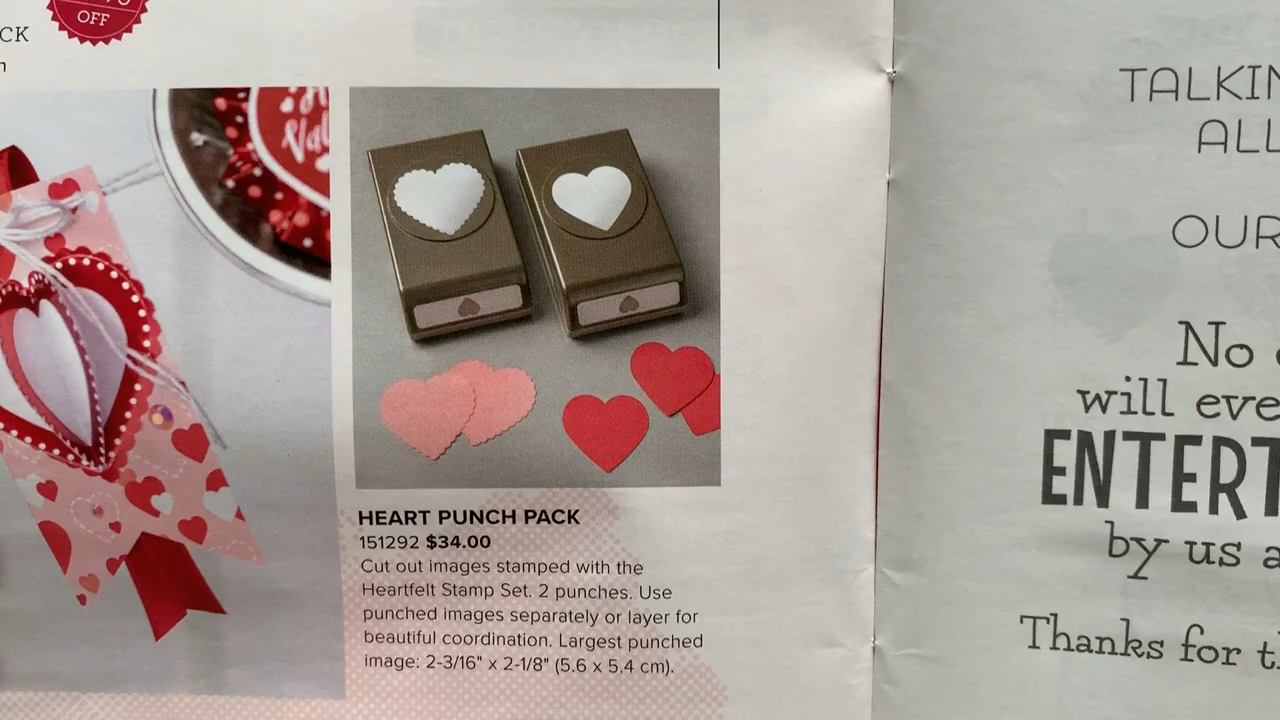 OFF
CK
HEART PUNCH PACK
151292 $34.00
Cut out images stamped with the
Heartfelt Stamp Set. 2 punches. Use
punched images separately or layer for
beautiful coordination. Largest punched
image: 2-3/16" x 2-1/8" (5.6 x 5.4 cm).
TALKIN
ALL
OUR
No
will eve
ENTERT
by us a
Thanks for t